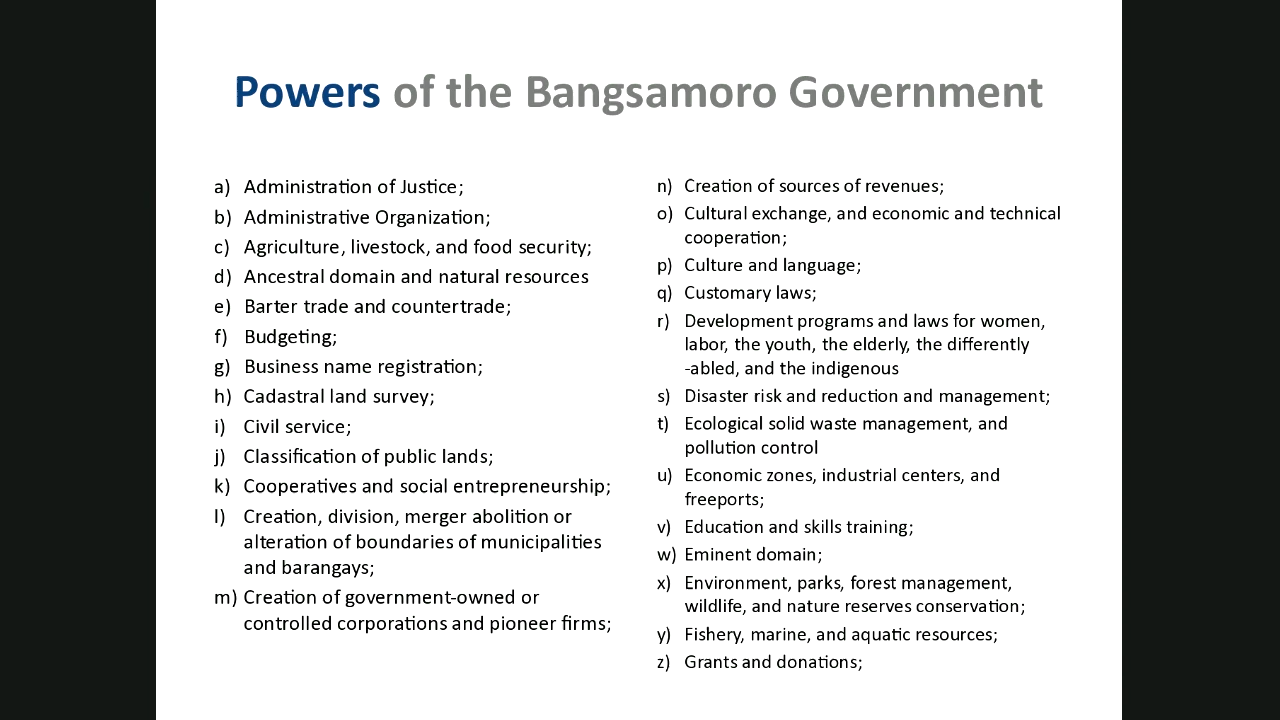 Powers of the Bangsamoro Government
a) Administration of Justice;
b) Administrative Organization;
c) Agriculture, livestock, and food security;
d) Ancestral domain and natural resources
e) Barter trade and countertrade;
f) Budgeting;
g) Business name registration;
h) Cadastral land survey;
i) Civil service;
j) Classification of public lands;
k) Cooperatives and social entrepreneurship;
l) Creation, division, merger abolition or
alteration of boundaries of municipalities
and barangays;
m) Creation of government-owned or
controlled corporations and pioneer firms;
n) Creation of sources of revenues;
o) Cultural exchange, and economic and technical
cooperation;
p) Culture and language;
q) Customary laws;
r) Development programs and laws for women,
labor, the youth, the elderly, the differently
-abled, and the indigenous
s) Disaster risk and reduction and management;
t) Ecological solid waste management, and
pollution control
u) Economic zones, industrial centers, and
freeports;
v) Education and skills training;
w) Eminent domain;
x) Environment, parks, forest management,
wildlife, and nature reserves conservation;
y) Fishery, marine, and aquatic resources;
z) Grants and donations;